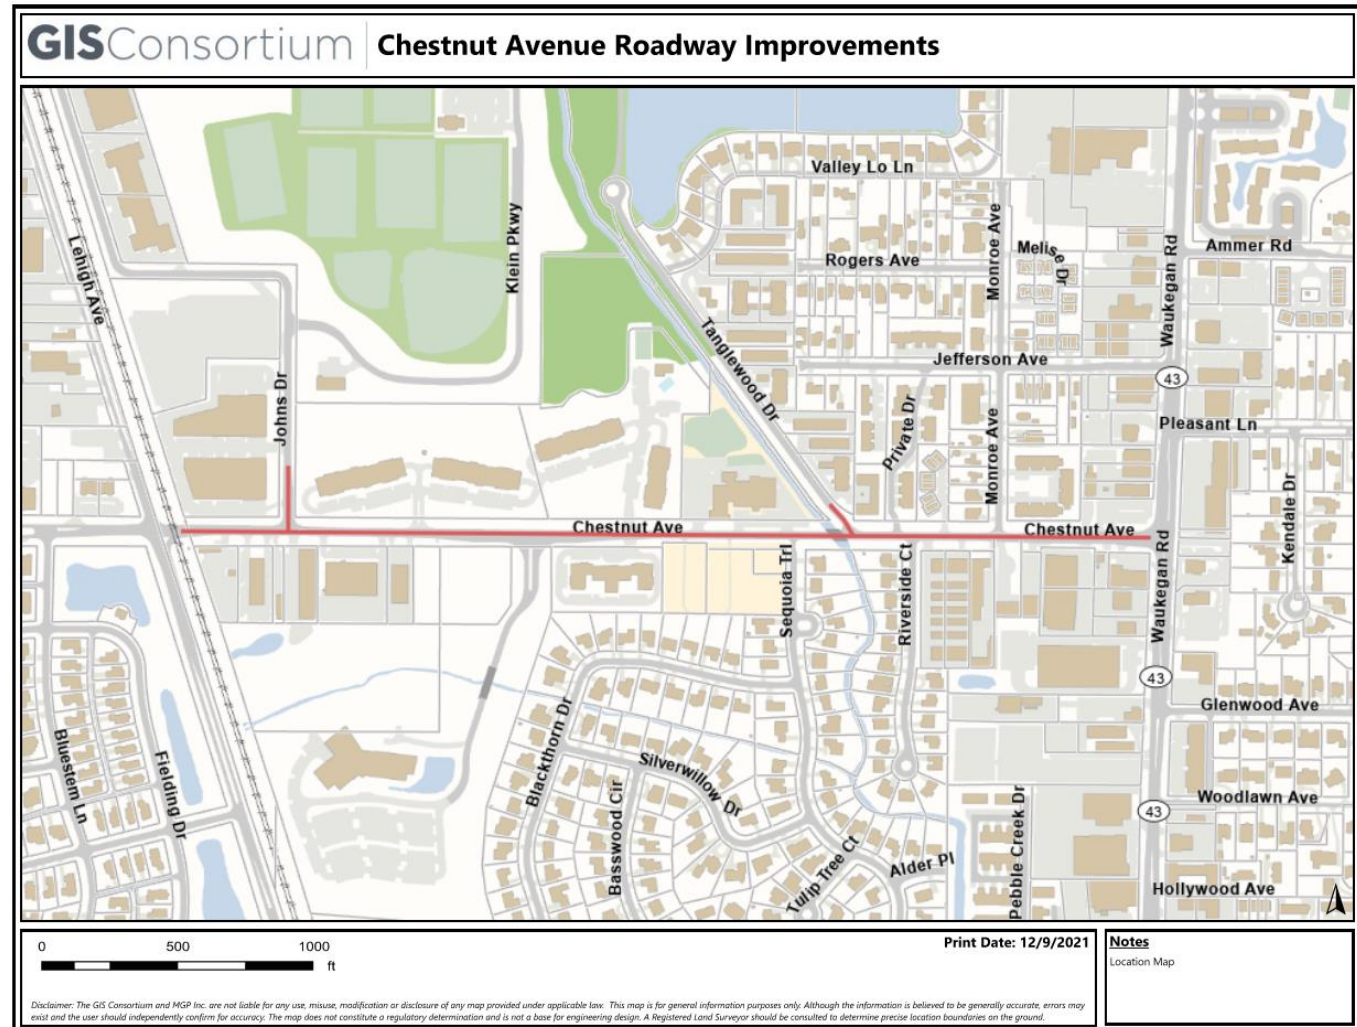 GISConsortium
Chestnut Avenue Roadway Improvements
Valley Lo Ln
Klein Pkwy
Monroe Ave
Melise Dr
Waukegan Rd
Ammer Rd
Lehigh Ave
Rogers Ave
Tanglewood Dr
Jefferson Ave
43
Johns Dr
Private Dr
Monroe Ave
Pleasant Ln
Kendale Dr
Chestnut Ave
Chestnut Ave
Sequoia Trl
Riverside Ct
Waukegan Rd
43
Glenwood Ave
Bluestem Ln
Fielding Dr
Blackthorn Dr
Silverwillow Dr
Basswood Cir
Woodlawn Ave
43
Tulip Tree Ct
Alder Pl
Pebble Creek Dr
Hollywood Ave
0 500 1000
ft
Print Date: 12/9/2021
Notes
Location Map
Disclaimer: The GIS Consortium and MGP Inc. are not liable for any use, misuse, modification or disclosure of any map provided under applicable law. This map is for general information purposes only. Although the information is believed to be generally accurate, errors may
exist and the user should independently confirm for accuracy. The map does not constitute a regulatory determination and is not a base for engineering design. A Registered Land Surveyor should be consulted to determine precise location boundaries on the ground.